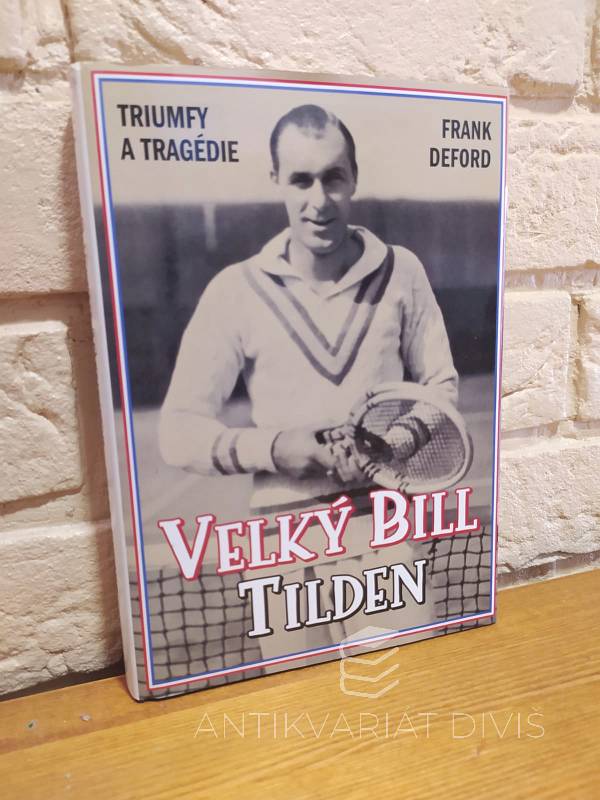 TRIUMFY
A TRAGÉDIE
FRANK
DEFORD
VELKÝ BILL
TILDEN
ANTIKVARIÁT DIVIŠ